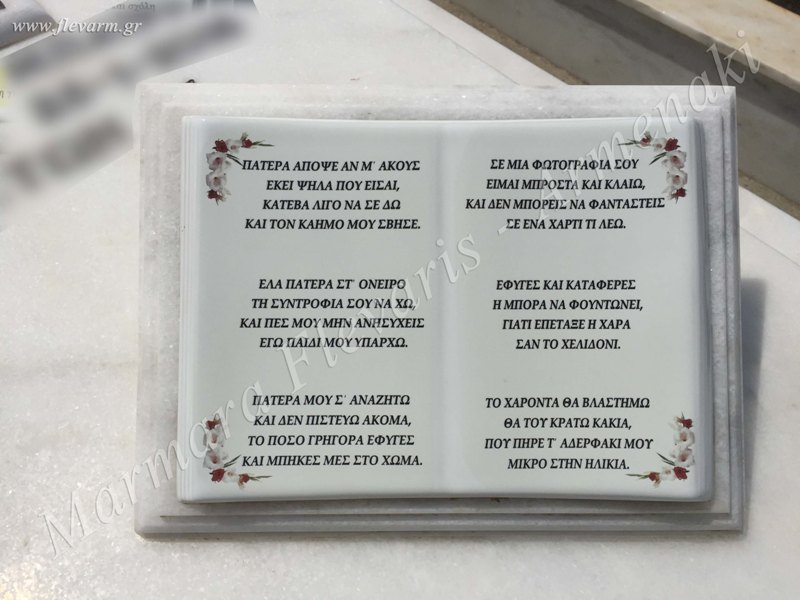 www.flevarm.gr
ΠΑΤΕΡΑ ΑΠΟΨΕ ΑΝ Μ΄ ΑΚΟΥΣ
ΕΚΕΙ ΨΗΛΑ ΠΟΥ ΕΙΣΑΙ,
ΚΑΤΕΒΑ ΛΙΓΟ ΝΑ ΣΕ ΔΩ
ΚΑΙ ΤΟΝ ΚΑΗΜΟ ΜΟΥ ΣΒΗΣΕ.
ΕΛΑ ΠΑΤΕΡΑ ΣΤ΄ ΟΝΕΙΡΟ
ΤΗ ΣΥΝΤΡΟΦΙΑ ΣΟΥ ΝΑ ΧΩ,
ΚΑΙ ΠΕΣ ΜΟΥ ΜΗΝ ΑΝΗΣΥΧΕΙΣ
ΕΓΩ ΠΑΙΔΙ ΜΟΥ ΥΠΑΡΧΩ.
ΠΑΤΕΡΑ ΜΟΥ Σ΄ ΑΝΑΖΗΤΩ
ΚΑΙ ΔΕΝ ΠΙΣΤΕΥΩ ΑΚΟΜΑ,
ΤΟ ΠΟΣΟ ΓΡΗΓΟΡΑ ΕΦΥΓΕΣ
ΚΑΙ ΜΠΗΚΕΣ ΜΕΣ ΣΤΟ ΧΩΜΑ.
ΣΕ ΜΙΑ ΦΩΤΟΓΡΑΦΙΑ ΣΟΥ
ΕΙΜΑΙ ΜΠΡΟΣΤΑ ΚΑΙ ΚΛΑΙΩ,
ΚΑΙ ΔΕΝ ΜΠΟΡΕΙΣ ΝΑ ΦΑΝΤΑΣΤΕΙΣ
ΣΕ ΕΝΑ ΧΑΡΤΙ ΤΙ ΛΕΩ.
ΕΦΥΓΕΣ ΚΑΙ ΚΑΤΑΦΕΡΕΣ
Η ΜΠΟΡΑ ΝΑ ΦΟΥΝΤΩΝΕΙ,
ΓΙΑΤΙ ΕΠΕΤΑΞΕ Η ΧΑΡΑ
ΣΑΝ ΤΟ ΧΕΛΙΔΟΝΙ.
ΤΟ ΧΑΡΟΝΤΑ ΘΑ ΒΛΑΣΤΗΜΩ
ΘΑ ΤΟΥ ΚΡΑΤΩ ΚΑΚΙΑ,
ΠΟΥ ΠΗΡΕ Τ΄ ΑΔΕΡΦΑΚΙ ΜΟΥ
ΜΙΚΡΟ ΣΤΗΝ ΗΛΙΚΙΑ.
Marmara Flevaris - Armenaki